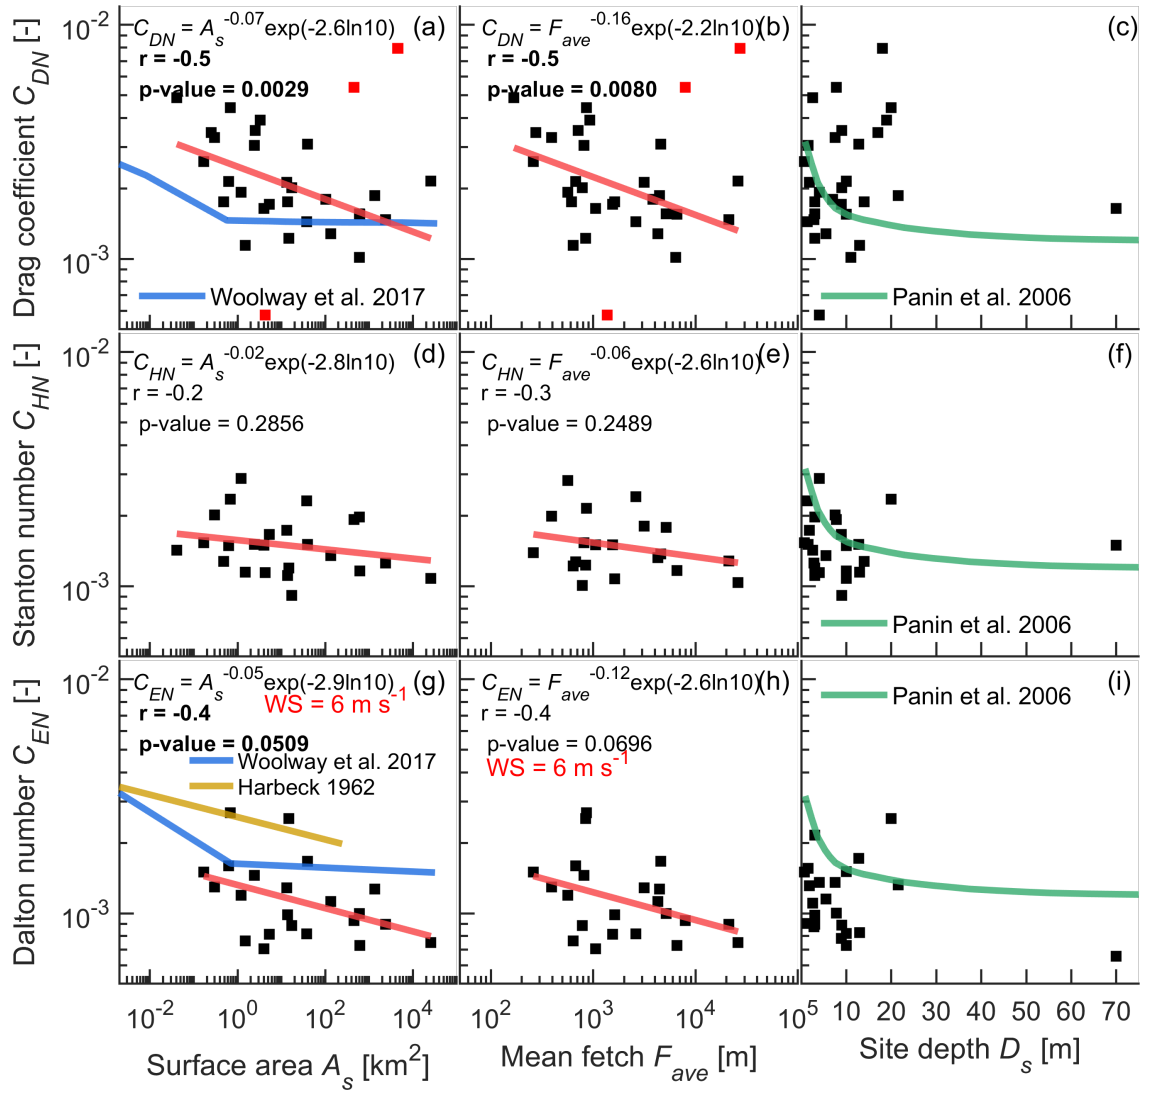 Drag coefficient C_DN [-]
10^-2
10^-3
C_DN = A_s^-0.07 exp(-2.6ln10)
(a)
r = -0.5
p-value = 0.0029
Woolway et al. 2017
C_DN = F_ave^-0.16 exp(-2.2ln10)
(b)
r = -0.5
p-value = 0.0080
(c)
Panin et al. 2006
Stanton number C_HN [-]
10^-2
10^-3
C_HN = A_s^-0.02 exp(-2.8ln10)
(d)
r = -0.2
p-value = 0.2856
C_HN = F_ave^-0.06 exp(-2.6ln10)
(e)
r = -0.3
p-value = 0.2489
(f)
Panin et al. 2006
Dalton number C_EN [-]
10^-2
10^-3
C_EN = A_s^-0.05 exp(-2.9ln10)
(g)
WS = 6 m s^-1
r = -0.4
p-value = 0.0509
Woolway et al. 2017
Harbeck 1962
C_EN = F_ave^-0.12 exp(-2.6ln10)
(h)
r = -0.4
p-value = 0.0696
WS = 6 m s^-1
Panin et al. 2006
(i)
10^-2 10^0 10^2 10^4
10^2 10^3 10^4 10^5
10 20 30 40 50 60 70
Surface area A_s [km^2]
Mean fetch F_ave [m]
Site depth D_s [m]